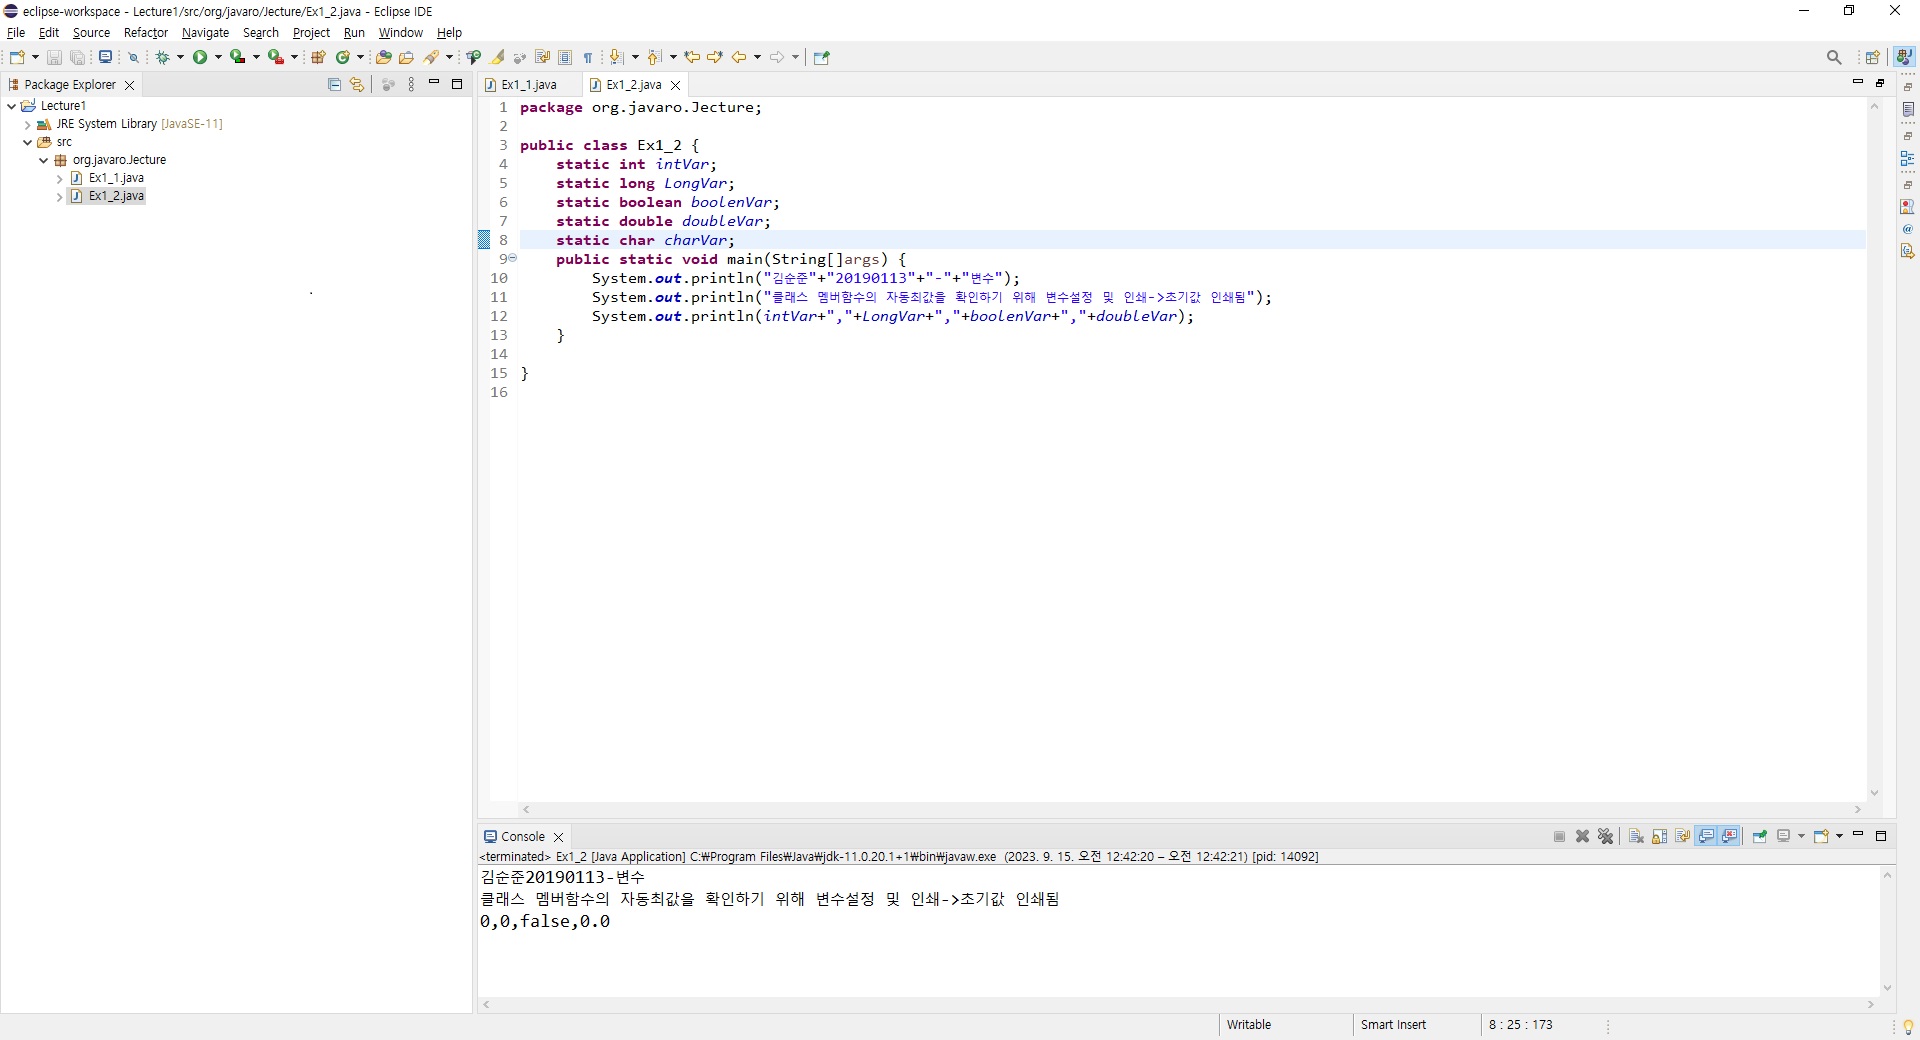 eclipse-workspace - Lecture1/src/org/javaro/Jecture/Ex1_2.java - Eclipse IDE
File Edit Source Refactor Navigate Search Project Run Window Help
Package Explorer
Lecture1
JRE System Library [JavaSE-11]
src
org.javaro.Jecture
Ex1_1.java
Ex1_2.java
Ex1_1.java Ex1_2.java
1 package org.javaro.Jecture;
2
3 public class Ex1_2 {
4 static int intVar;
5 static long LongVar;
6 static boolean boolenVar;
7 static double doubleVar;
8 static char charVar;
9 public static void main(String[]args) {
10 System.out.println("김순준"+"20190113"+"-"+"변수");
11 System.out.println("클래스 멤버함수의 자동최값을 확인하기 위해 변수설정 및 인쇄->초기값 인쇄됨");
12 System.out.println(intVar+","+LongVar+","+boolenVar+","+doubleVar);
13 }
14
15 }
16
Console
<terminated> Ex1_2 [Java Application] C:₩Program Files₩Java₩jdk-11.0.20.1+1₩bin₩javaw.exe (2023. 9. 15. 오전 12:42:20 – 오전 12:42:21) [pid: 14092]
김순준20190113-변수
클래스 멤버함수의 자동최값을 확인하기 위해 변수설정 및 인쇄->초기값 인쇄됨
0,0,false,0.0
Writable Smart Insert 8 : 25 : 173